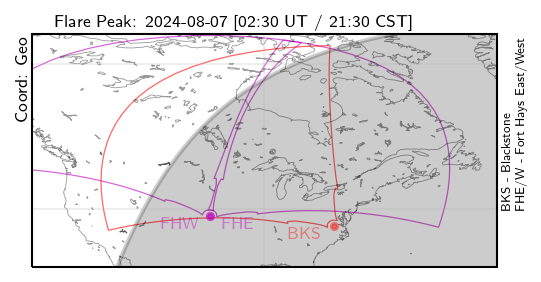 Flare Peak: 2024-08-07 [02:30 UT / 21:30 CST]
Coord: Geo
FHW
FHE
BKS
BKS - Blackstone
FHE/W - Fort Hays East/West